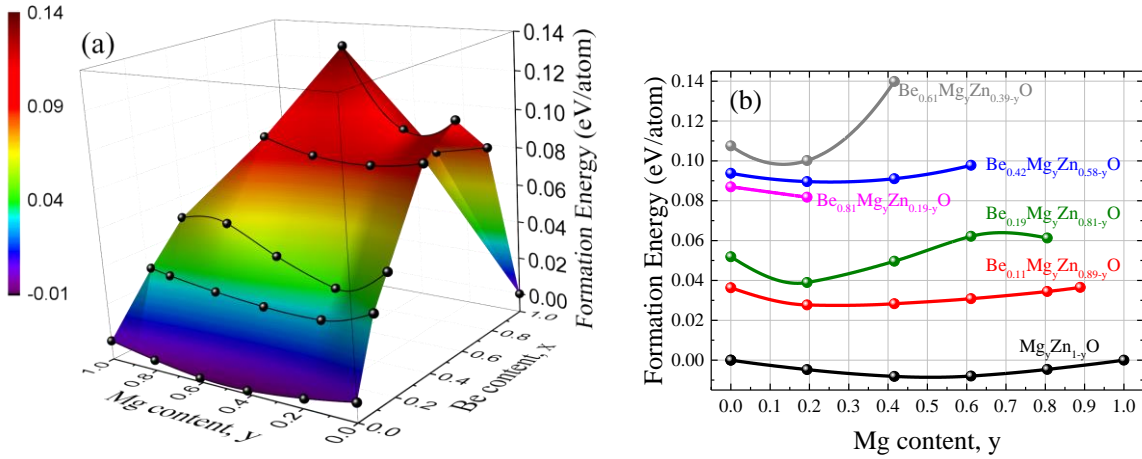 0.14
0.09
0.04
-0.01
(a)
0.14
0.12
0.10
0.08
0.06
0.04
0.02
0.00
Formation Energy (eV/atom)
1.0
0.8
0.6
0.4
0.2
0.0
Mg content, y
0.0
0.2
0.4
0.6
0.8
1.0
Be content, x
(b)
Formation Energy (eV/atom)
0.14
0.12
0.10
0.08
0.06
0.04
0.02
0.00
Be0.61MgyZn0.39-yO
Be0.42MgyZn0.58-yO
Be0.81MgyZn0.19-yO
Be0.19MgyZn0.81-yO
Be0.11MgyZn0.89-yO
MgyZn1-yO
0.0 0.1 0.2 0.3 0.4 0.5 0.6 0.7 0.8 0.9 1.0
Mg content, y